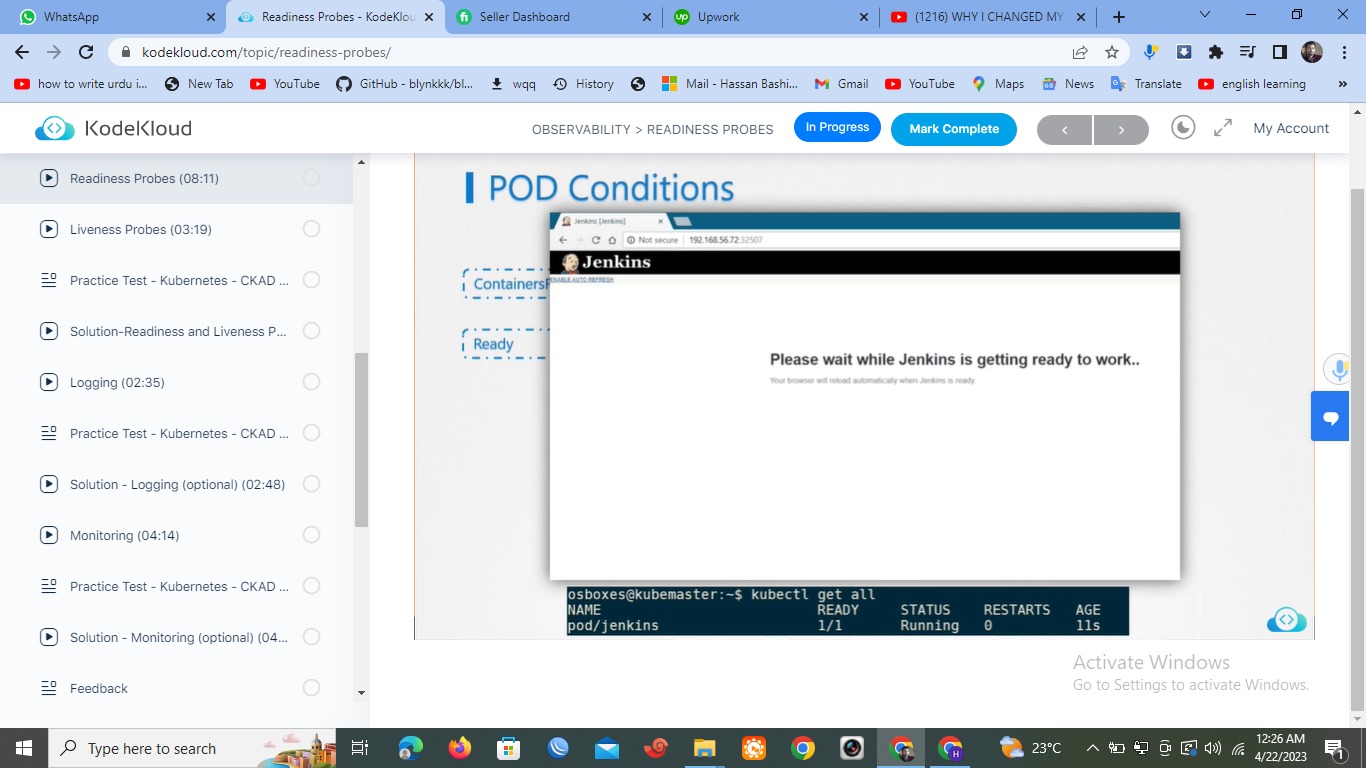 WhatsApp
Readiness Probes - KodeKlou
Seller Dashboard
Upwork
(1216) WHY I CHANGED MY
kodekloud.com/topic/readiness-probes/
how to write urdu i...
New Tab
YouTube
GitHub - blynkkk/bl...
wqq
History
Mail - Hassan Bashi...
Gmail
YouTube
Maps
News
Translate
english learning
»
KodeKloud
OBSERVABILITY > READINESS PROBES
In Progress
Mark Complete
My Account
Readiness Probes (08:11)
Liveness Probes (03:19)
Practice Test - Kubernetes - CKAD ...
Solution-Readiness and Liveness P...
Logging (02:35)
Practice Test - Kubernetes - CKAD ...
Solution - Logging (optional) (02:48)
Monitoring (04:14)
Practice Test - Kubernetes - CKAD ...
Solution - Monitoring (optional) (04...
Feedback
POD Conditions
Containers
Ready
Jenkins [Jenkins]
Not secure | 192.168.56.72:32507
Jenkins
ENABLE AUTO REFRESH
Please wait while Jenkins is getting ready to work..
Your browser will reload automatically when Jenkins is ready.
osboxes@kubemaster:~$ kubectl get all
NAME READY STATUS RESTARTS AGE
pod/jenkins 1/1 Running 0 11s
Activate Windows
Go to Settings to activate Windows.
Type here to search
23°C
12:26 AM
4/22/2023
1